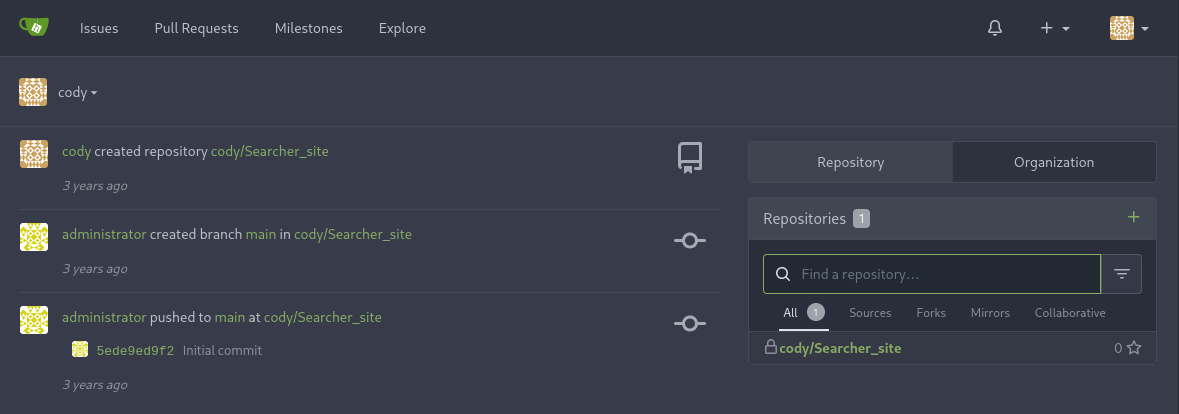 Issues Pull Requests Milestones Explore
cody
cody created repository cody/Searcher_site
3 years ago
administrator created branch main in cody/Searcher_site
3 years ago
administrator pushed to main at cody/Searcher_site
5ede9ed9f2 Initial commit
3 years ago
Repository Organization
Repositories 1
Find a repository...
All 1 Sources Forks Mirrors Collaborative
cody/Searcher_site 0